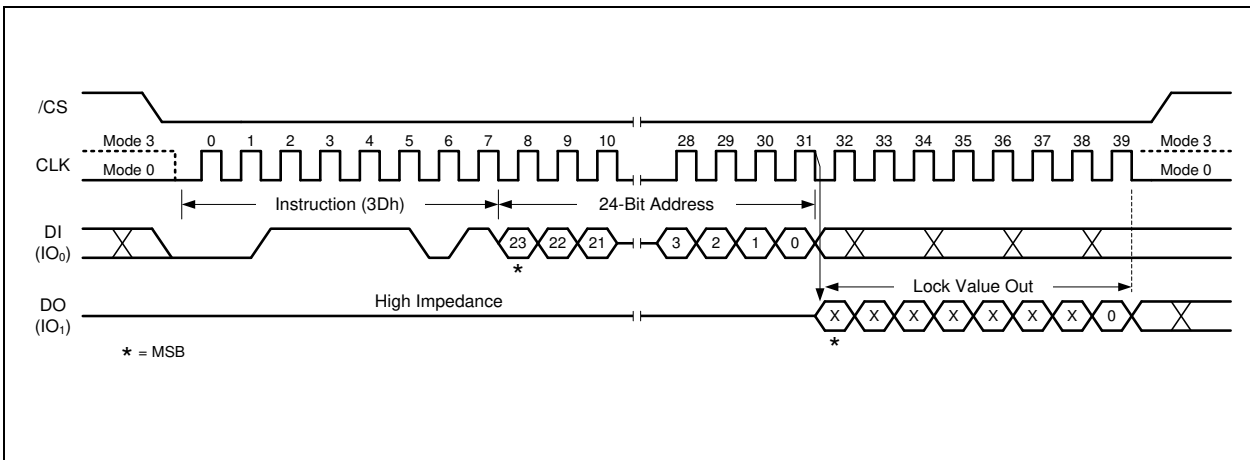 /CS
Mode 3 0 1 2 3 4 5 6 7 8 9 10 28 29 30 31 32 33 34 35 36 37 38 39 Mode 3
CLK Mode 0 Mode 0
Instruction (3Dh) 24-Bit Address
DI
(IO₀)
23 22 21 3 2 1 0
*
Lock Value Out
High Impedance
DO
(IO₁)
X X X X X X X 0
*
* = MSB